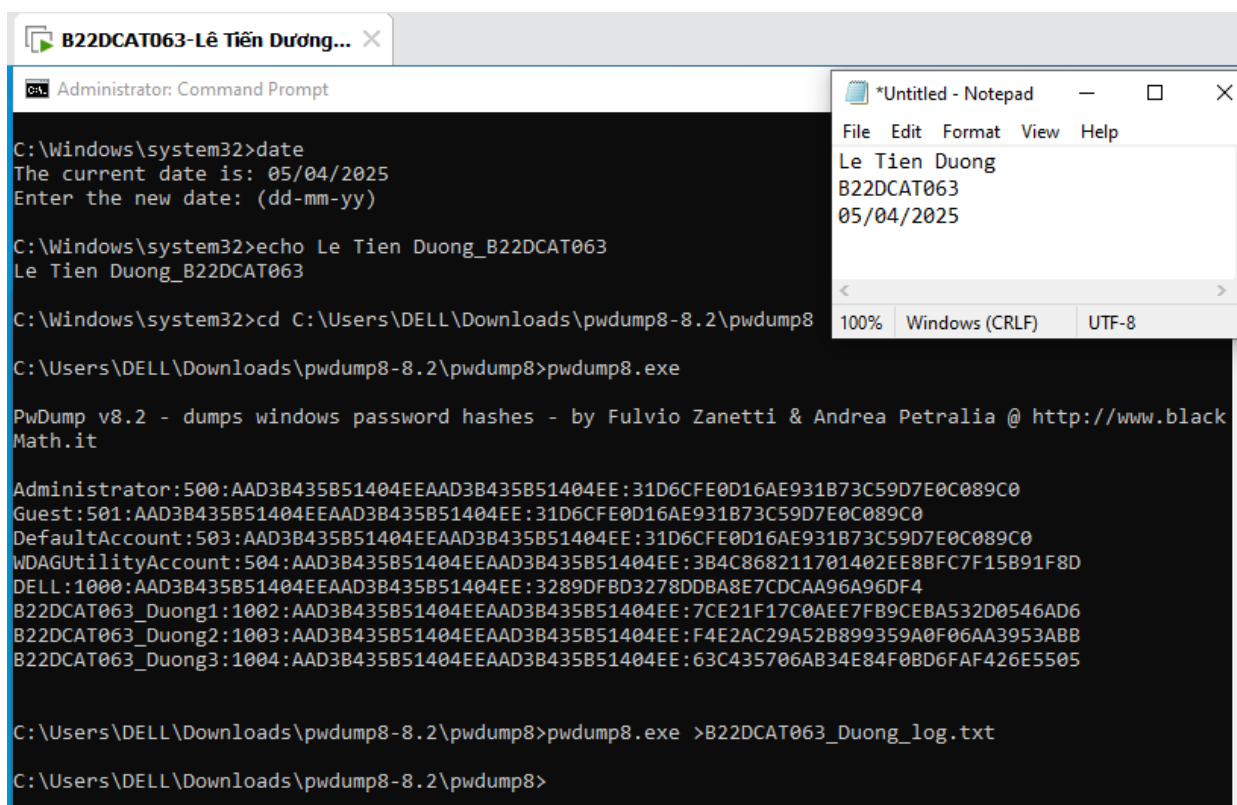 B22DCAT063-Lê Tiến Dương...
Administrator: Command Prompt
C:\Windows\system32>date
The current date is: 05/04/2025
Enter the new date: (dd-mm-yy)
C:\Windows\system32>echo Le Tien Duong_B22DCAT063
Le Tien Duong_B22DCAT063
C:\Windows\system32>cd C:\Users\DELL\Downloads\pwdump8-8.2\pwdump8
C:\Users\DELL\Downloads\pwdump8-8.2\pwdump8>pwdump8.exe
PwDump v8.2 - dumps windows password hashes - by Fulvio Zanetti & Andrea Petralia @ http://www.black
Math.it
Administrator:500:AAD3B435B51404EEAAD3B435B51404EE:31D6CFE0D16AE931B73C59D7E0C089C0
Guest:501:AAD3B435B51404EEAAD3B435B51404EE:31D6CFE0D16AE931B73C59D7E0C089C0
DefaultAccount:503:AAD3B435B51404EEAAD3B435B51404EE:31D6CFE0D16AE931B73C59D7E0C089C0
WDAGUtilityAccount:504:AAD3B435B51404EEAAD3B435B51404EE:3B4C868211701402EE8BFC7F15B91F8D
DELL:1000:AAD3B435B51404EEAAD3B435B51404EE:3289DFBD3278DDBA8E7CDCAA96A96DF4
B22DCAT063_Duong1:1002:AAD3B435B51404EEAAD3B435B51404EE:7CE21F17C0AEE7FB9CEBA532D0546AD6
B22DCAT063_Duong2:1003:AAD3B435B51404EEAAD3B435B51404EE:F4E2AC29A52B899359A0F06AA3953ABB
B22DCAT063_Duong3:1004:AAD3B435B51404EEAAD3B435B51404EE:63C435706AB34E84F0BD6FAF426E5505
C:\Users\DELL\Downloads\pwdump8-8.2\pwdump8>pwdump8.exe >B22DCAT063_Duong_log.txt
C:\Users\DELL\Downloads\pwdump8-8.2\pwdump8>
*Untitled - Notepad
File Edit Format View Help
Le Tien Duong
B22DCAT063
05/04/2025
100% Windows (CRLF) UTF-8